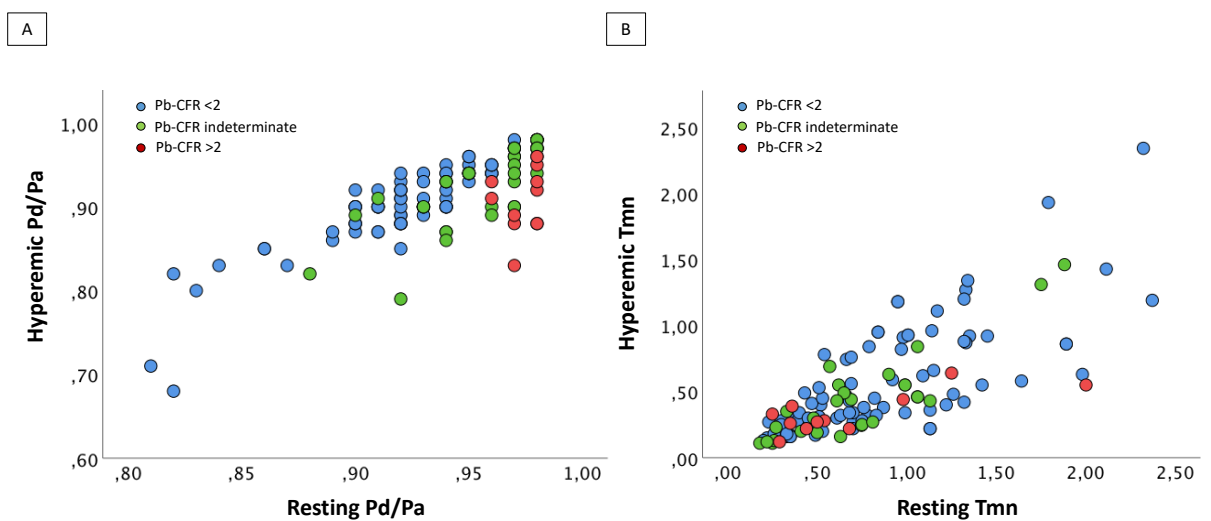 A
Pb-CFR <2
Pb-CFR indeterminate
Pb-CFR >2
Hyperemic Pd/Pa
1,00
,90
,80
,70
,60
,80
,85
,90
,95
1,00
Resting Pd/Pa
B
Pb-CFR <2
Pb-CFR indeterminate
Pb-CFR >2
Hyperemic Tmn
2,50
2,00
1,50
1,00
,50
,00
,00
,50
1,00
1,50
2,00
2,50
Resting Tmn